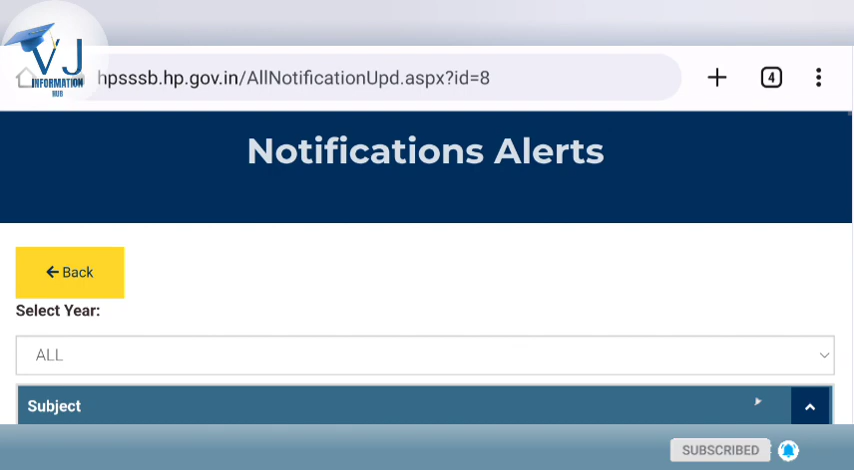 VJ
INFORMATION
HUB
hpsssb.hp.gov.in/AllNotificationUpd.aspx?id=8
4
Notifications Alerts
Back
Select Year:
ALL
Subject
SUBSCRIBED